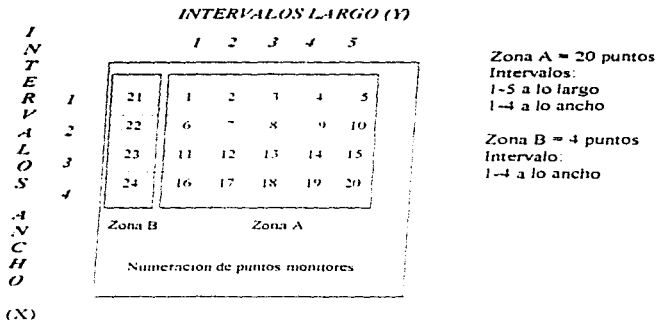 INTERVALOS LARGO (Y)
1 2 3 4 5
INTERVALOS ANCHO
(X)
1 21 1 2 3 4 5
2 22 6 7 8 9 10
3 23 11 12 13 14 15
4 24 16 17 18 19 20
Zona B Zona A
Numeracion de puntos monitores
Zona A = 20 puntos
Intervalos:
1-5 a lo largo
1-4 a lo ancho
Zona B = 4 puntos
Intervalo:
1-4 a lo ancho